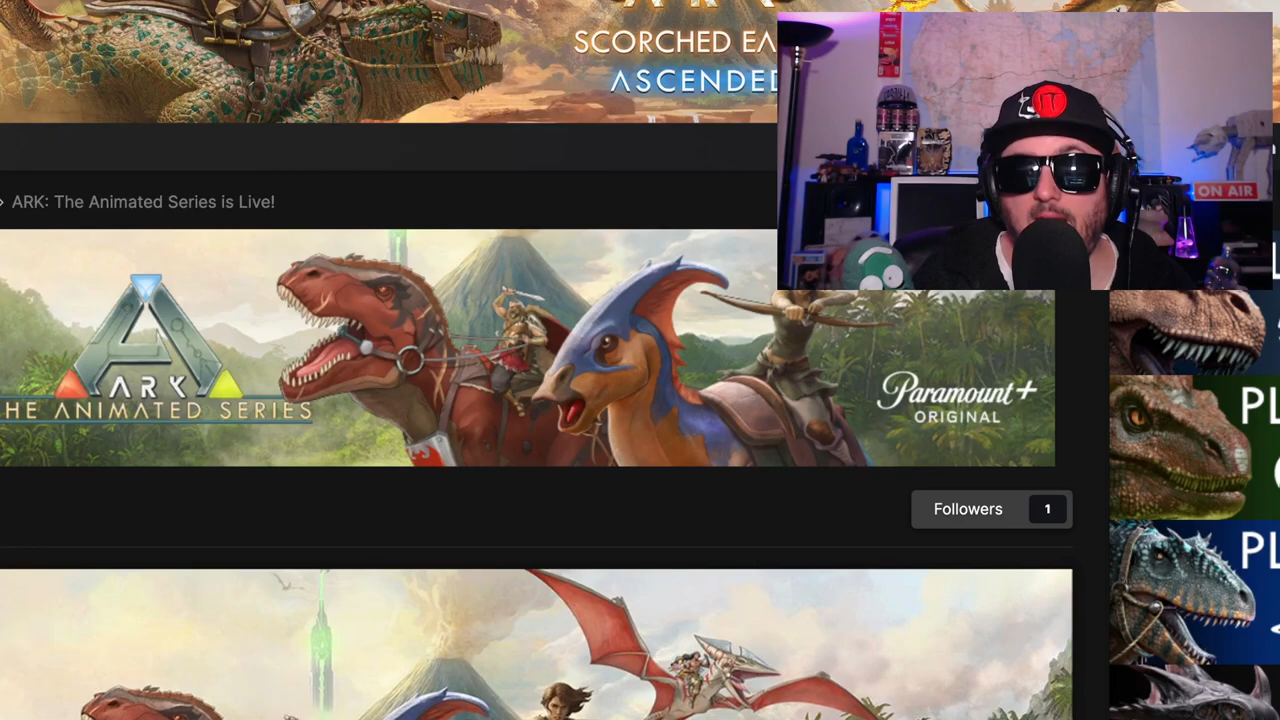 SCORCHED EA
ASCENDED
ON AIR
ARK: The Animated Series is Live!
ARK
HE ANIMATED SERIES
Paramount+
ORIGINAL
PL
Followers 1
PL